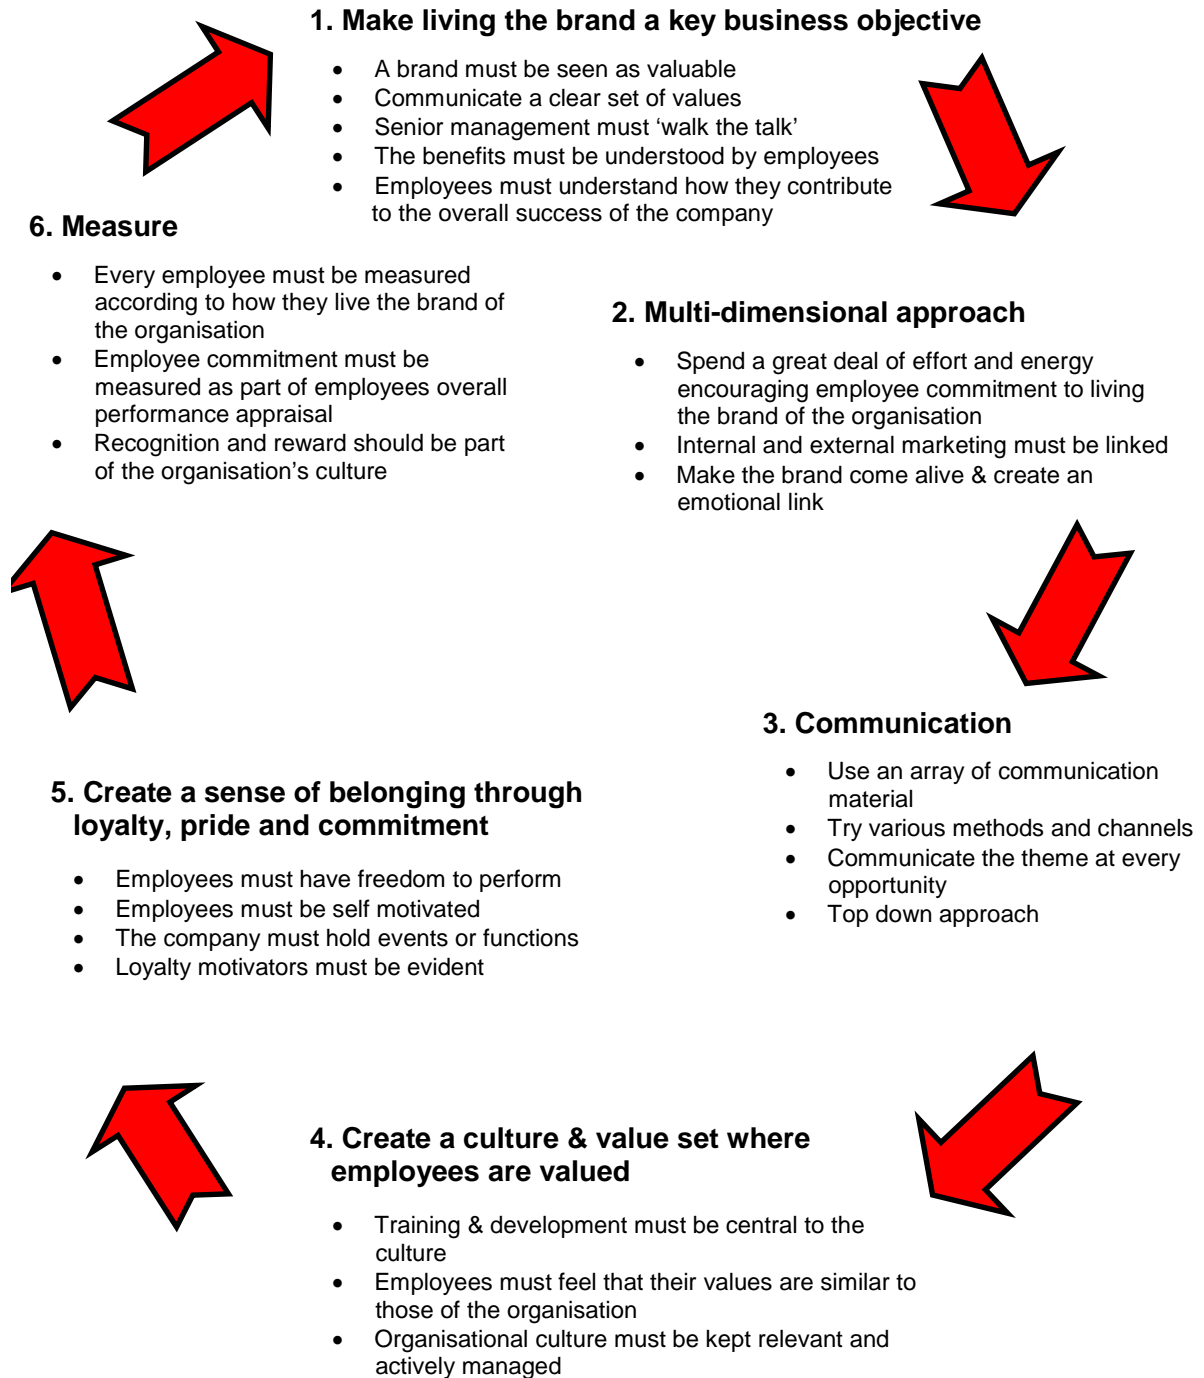 1. Make living the brand a key business objective
• A brand must be seen as valuable
• Communicate a clear set of values
• Senior management must ‘walk the talk’
• The benefits must be understood by employees
• Employees must understand how they contribute
to the overall success of the company
2. Multi-dimensional approach
• Spend a great deal of effort and energy
encouraging employee commitment to living
the brand of the organisation
• Internal and external marketing must be linked
• Make the brand come alive & create an
emotional link
3. Communication
• Use an array of communication
material
• Try various methods and channels
• Communicate the theme at every
opportunity
• Top down approach
4. Create a culture & value set where
employees are valued
• Training & development must be central to the
culture
• Employees must feel that their values are similar to
those of the organisation
• Organisational culture must be kept relevant and
actively managed
5. Create a sense of belonging through
loyalty, pride and commitment
• Employees must have freedom to perform
• Employees must be self motivated
• The company must hold events or functions
• Loyalty motivators must be evident
6. Measure
• Every employee must be measured
according to how they live the brand of
the organisation
• Employee commitment must be
measured as part of employees overall
performance appraisal
• Recognition and reward should be part
of the organisation’s culture